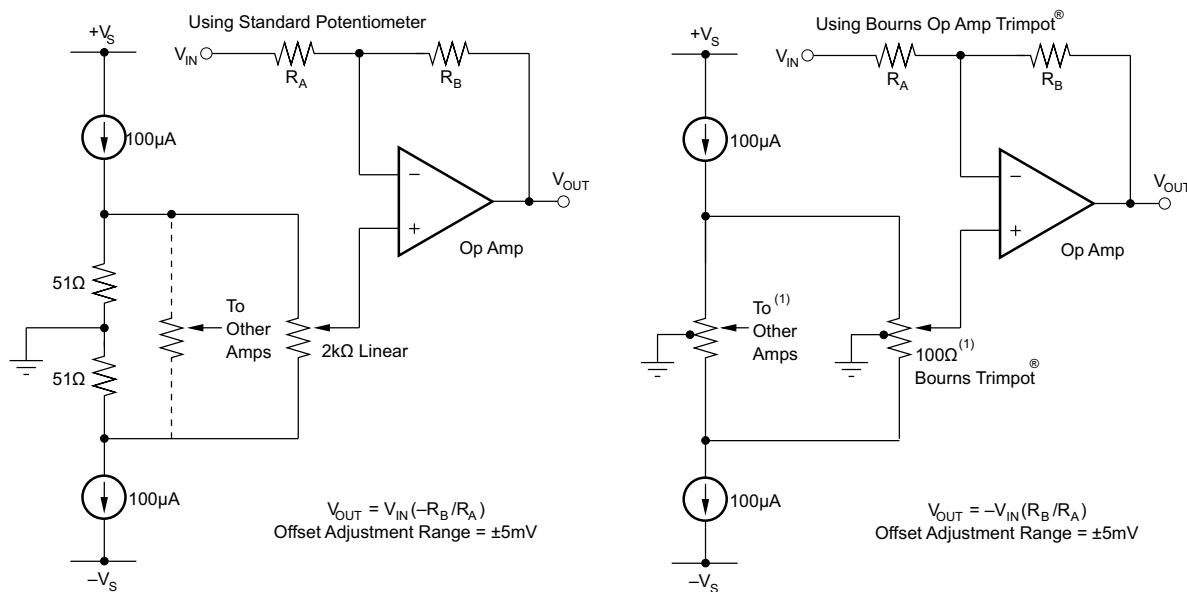 Using Standard Potentiometer
+VS
VIN
RA
RB
100µA
VOUT
Op Amp
51Ω
To
Other
Amps
2kΩ Linear
51Ω
100µA
VOUT = VIN (–RB/RA)
Offset Adjustment Range = ±5mV
–VS
Using Bourns Op Amp Trimpot®
+VS
VIN
RA
RB
100µA
VOUT
Op Amp
To (1)
Other
Amps
100Ω(1)
Bourns Trimpot®
100µA
VOUT = –VIN (RB/RA)
Offset Adjustment Range = ±5mV
–VS